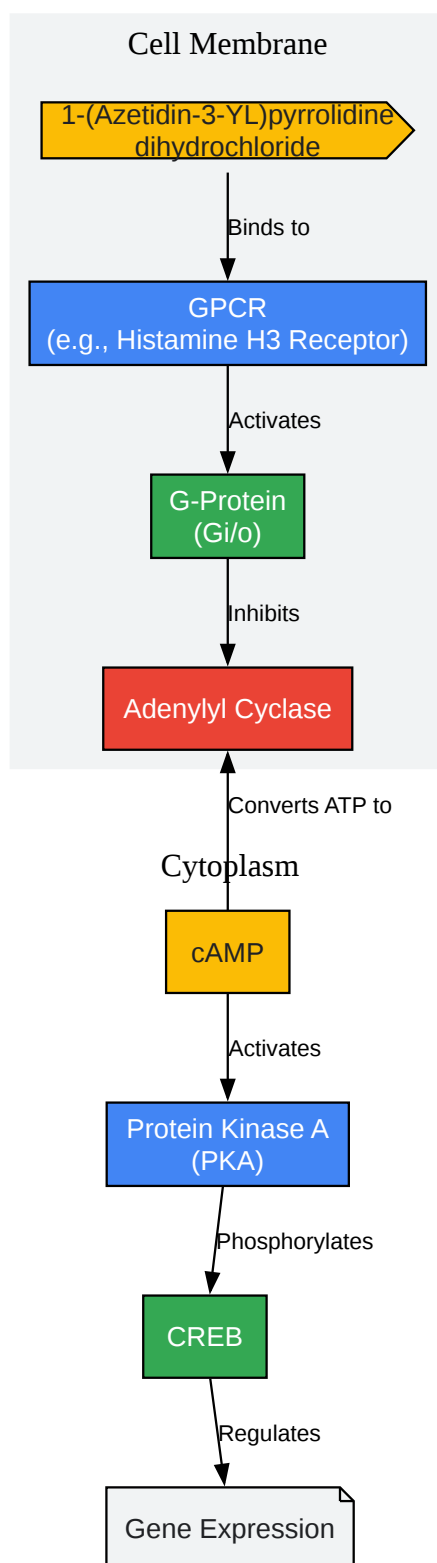 Cell Membrane
1-(Azetidin-3-YL)pyrrolidine
dihydrochloride
Binds to
GPCR
(e.g., Histamine H3 Receptor)
Activates
G-Protein
(Gi/o)
Inhibits
Adenylyl Cyclase
Converts ATP to
Cytoplasm
cAMP
Activates
Protein Kinase A
(PKA)
Phosphorylates
CREB
Regulates
Gene Expression